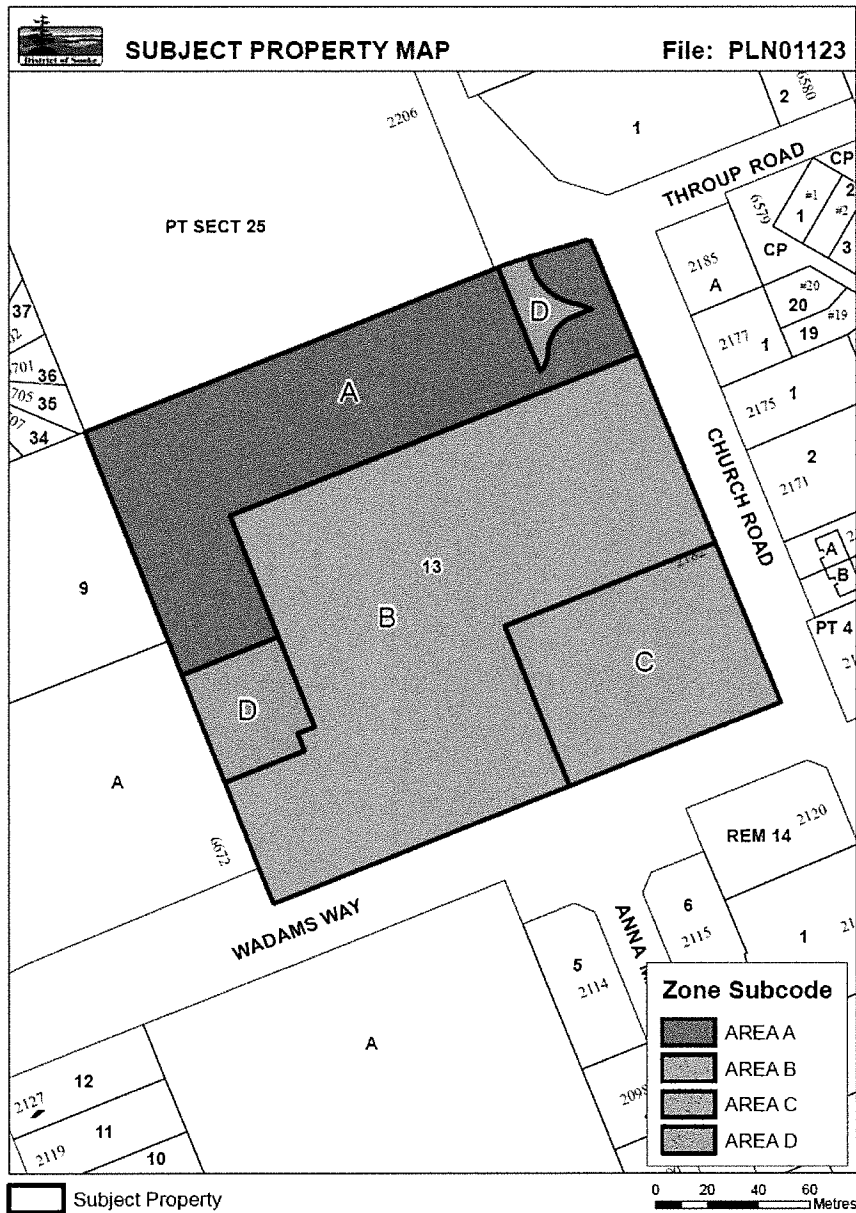 District of Sooke
SUBJECT PROPERTY MAP
File: PLN01123
2206
1
2
6580
THROUP ROAD
PT SECT 25
CP
6579
#1
1
2
#2
3
2185
A
CP
D
#20
20
#19
19
37
701
36
705
35
34
A
2177
1
2175
1
2
2171
CHURCH ROAD
A
B
9
13
B
PT 4
C
D
A
6672
2120
REM 14
WADAMS WAY
6
2115
5
2114
1
Zone Subcode
AREA A
AREA B
AREA C
AREA D
A
12
2127
11
2119
10
Subject Property
0 20 40 60
Metres